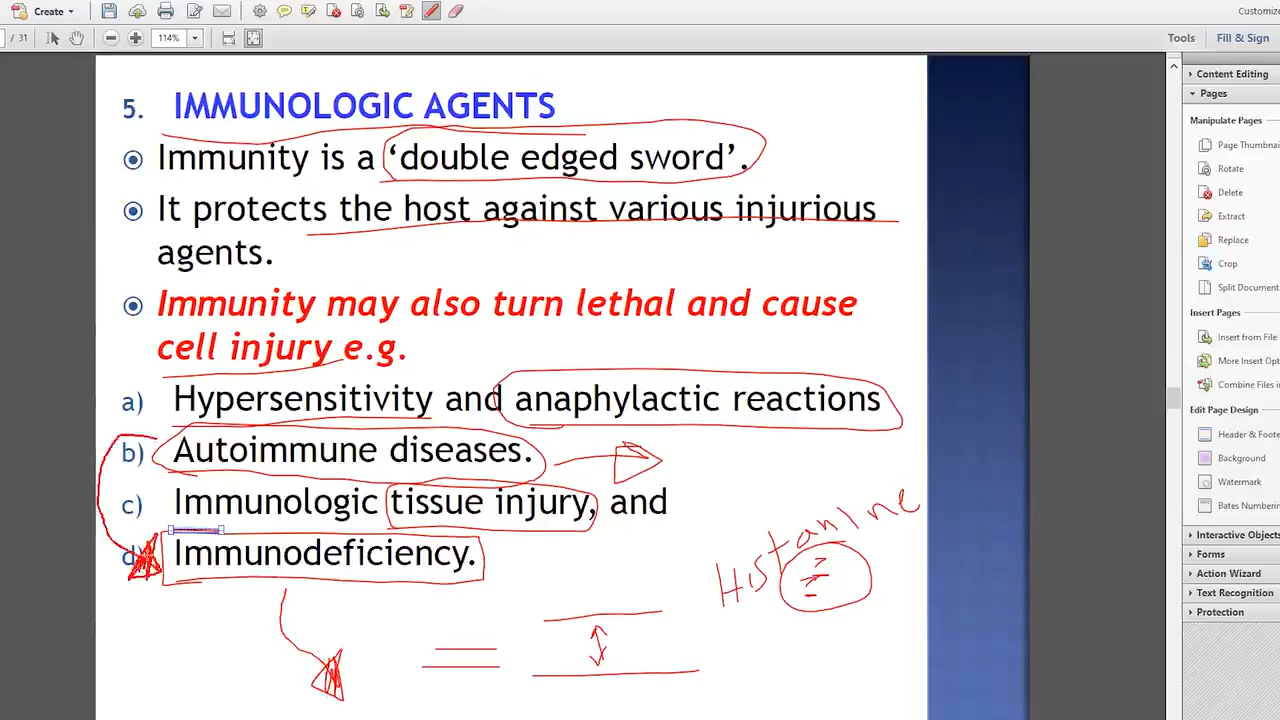 Create
Customize
/ 31
114%
Tools
Fill & Sign
5. IMMUNOLOGIC AGENTS
Immunity is a ‘double edged sword’.
It protects the host against various injurious
agents.
Immunity may also turn lethal and cause
cell injury e.g.
a) Hypersensitivity and anaphylactic reactions
b) Autoimmune diseases.
c) Immunologic tissue injury, and
d) Immunodeficiency.
Histamine
Content Editing
Pages
Manipulate Pages
Page Thumbnai
Rotate
Delete
Extract
Replace
Crop
Split Document
Insert Pages
Insert from File
More Insert Opt
Combine Files in
Edit Page Design
Header & Foote
Background
Watermark
Bates Numbering
Interactive Objects
Forms
Action Wizard
Text Recognition
Protection